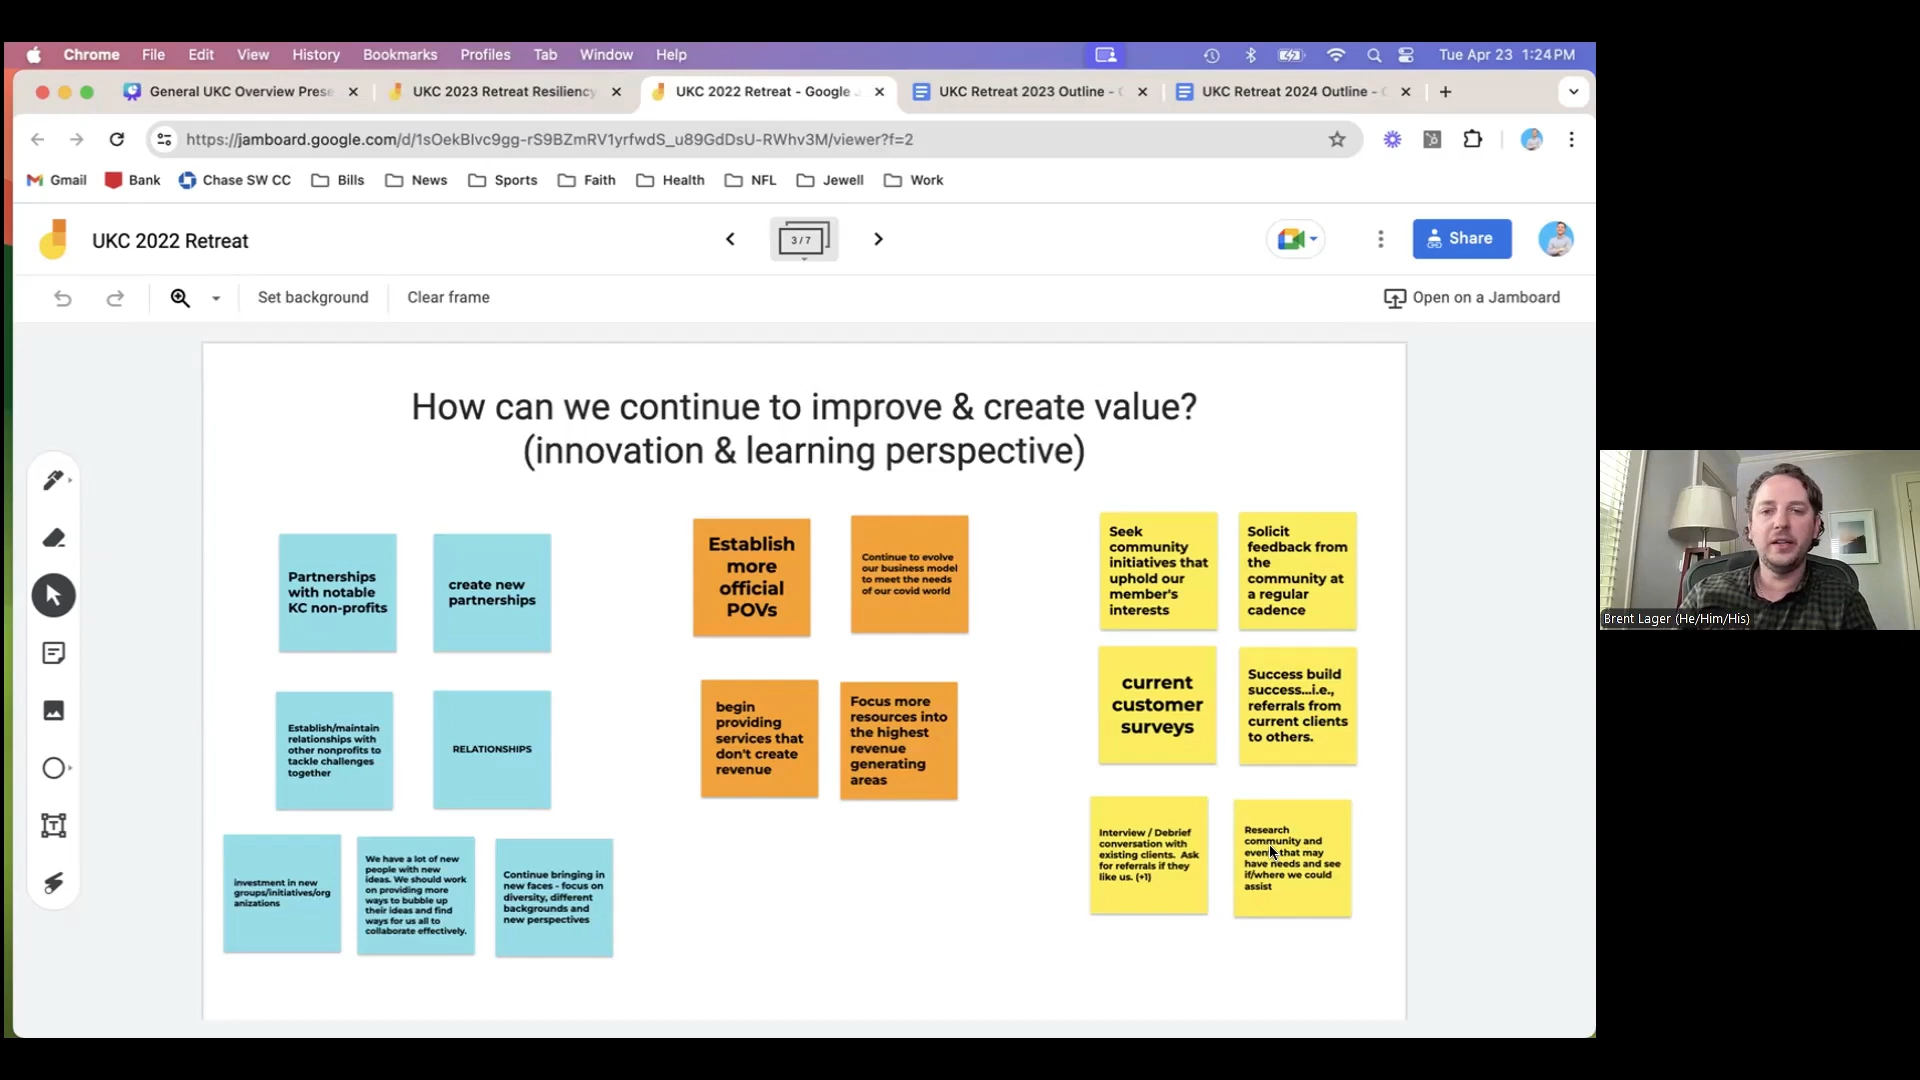 Chrome File Edit View History Bookmarks Profiles Tab Window Help Tue Apr 23 1:24 PM
General UKC Overview Prese
UKC 2023 Retreat Resiliency
UKC 2022 Retreat - Google
UKC Retreat 2023 Outline -
UKC Retreat 2024 Outline -
https://jamboard.google.com/d/1sOekBIvc9gg-rS9BZmRV1yrfwdS_u89GdDsU-RWhv3M/viewer?f=2
Gmail Bank Chase SW CC Bills News Sports Faith Health NFL Jewell Work
UKC 2022 Retreat
3 / 7
Share
Set background
Clear frame
Open on a Jamboard
How can we continue to improve & create value?
(innovation & learning perspective)
Partnerships
with notable
KC non-profits
create new
partnerships
Establish/maintain
relationships with
other nonprofits to
tackle challenges
together
RELATIONSHIPS
investment in new
groups/initiatives/org
anizations
We have a lot of new
people with new
ideas. We should work
on providing more
ways to bubble up
their ideas and find
ways for us all to
collaborate effectively.
Continue bringing in
new faces - focus on
diversity, different
backgrounds and
new perspectives
Establish
more
official
POVs
Continue to evolve
our business model
to meet the needs
of our covid world
begin
providing
services that
don't create
revenue
Focus more
resources into
the highest
revenue
generating
areas
Seek
community
initiatives that
uphold our
member's
interests
Solicit
feedback from
the
community at
a regular
cadence
current
customer
surveys
Success build
success...i.e.,
referrals from
current clients
to others.
Interview / Debrief
conversation with
existing clients. Ask
for referrals if they
like us. (+1)
Research
community and
events that may
have needs and see
if/where we could
assist
Brent Lager (He/Him/His)